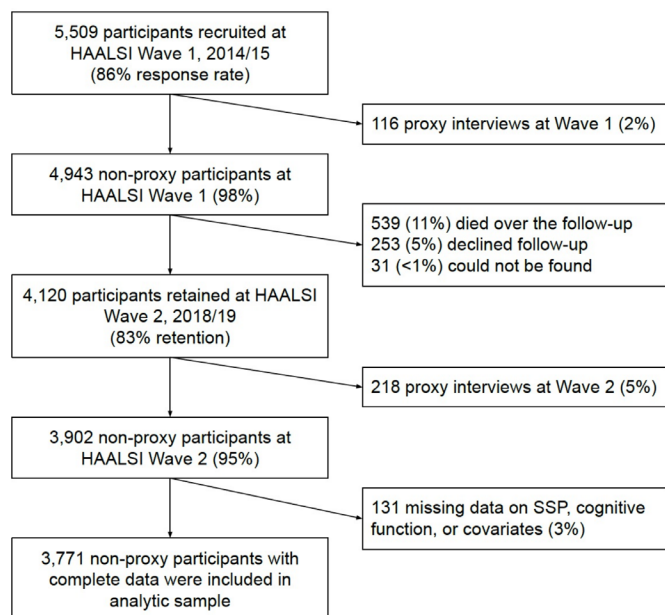 5,509 participants recruited at
HAALSI Wave 1, 2014/15
(86% response rate)
116 proxy interviews at Wave 1 (2%)
4,943 non-proxy participants at
HAALSI Wave 1 (98%)
539 (11%) died over the follow-up
253 (5%) declined follow-up
31 (<1%) could not be found
4,120 participants retained at HAALSI
Wave 2, 2018/19
(83% retention)
218 proxy interviews at Wave 2 (5%)
3,902 non-proxy participants at
HAALSI Wave 2 (95%)
131 missing data on SSP, cognitive
function, or covariates (3%)
3,771 non-proxy participants with
complete data were included in
analytic sample